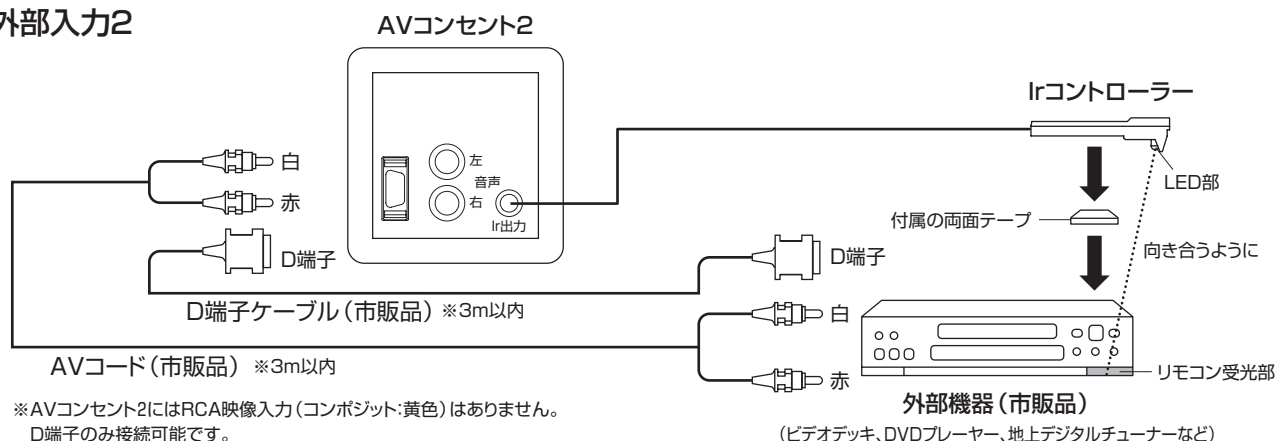 外部入力2
AVコンセント2
Irコントローラー
LED部
付属の両面テープ
向き合うように
白
赤
左
音声
右
Ir出力
D端子
D端子
D端子ケーブル（市販品）※3m以内
白
赤
AVコード（市販品）※3m以内
リモコン受光部
外部機器（市販品）
（ビデオデッキ、DVDプレーヤー、地上デジタルチューナーなど）
※AVコンセント2にはRCA映像入力（コンポジット:黄色）はありません。
D端子のみ接続可能です。